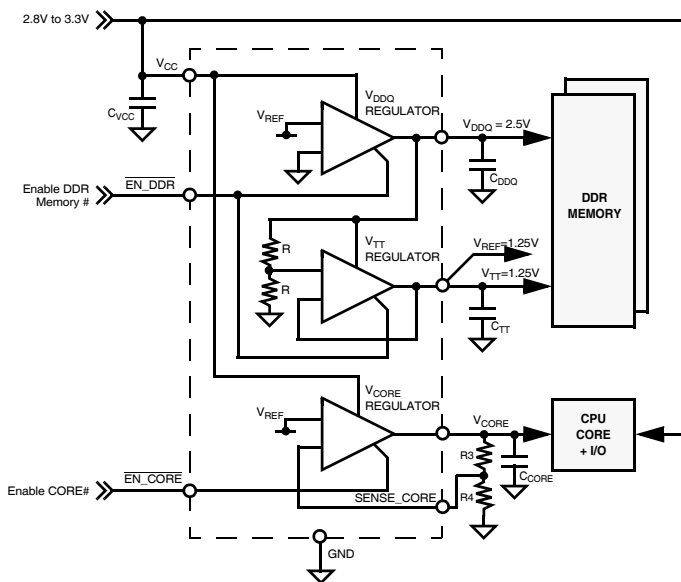 2.8V to 3.3V
VCC
CVCC
VREF
VDDQ
REGULATOR
VDDQ = 2.5V
CDDQ
DDR
MEMORY
Enable DDR
Memory #
EN_DDR
R
R
VTT
REGULATOR
VREF=1.25V
VTT=1.25V
CTT
VREF
VCORE
REGULATOR
VCORE
CPU
CORE
+ I/O
R3
R4
CCORE
Enable CORE#
EN_CORE
SENSE_CORE
GND